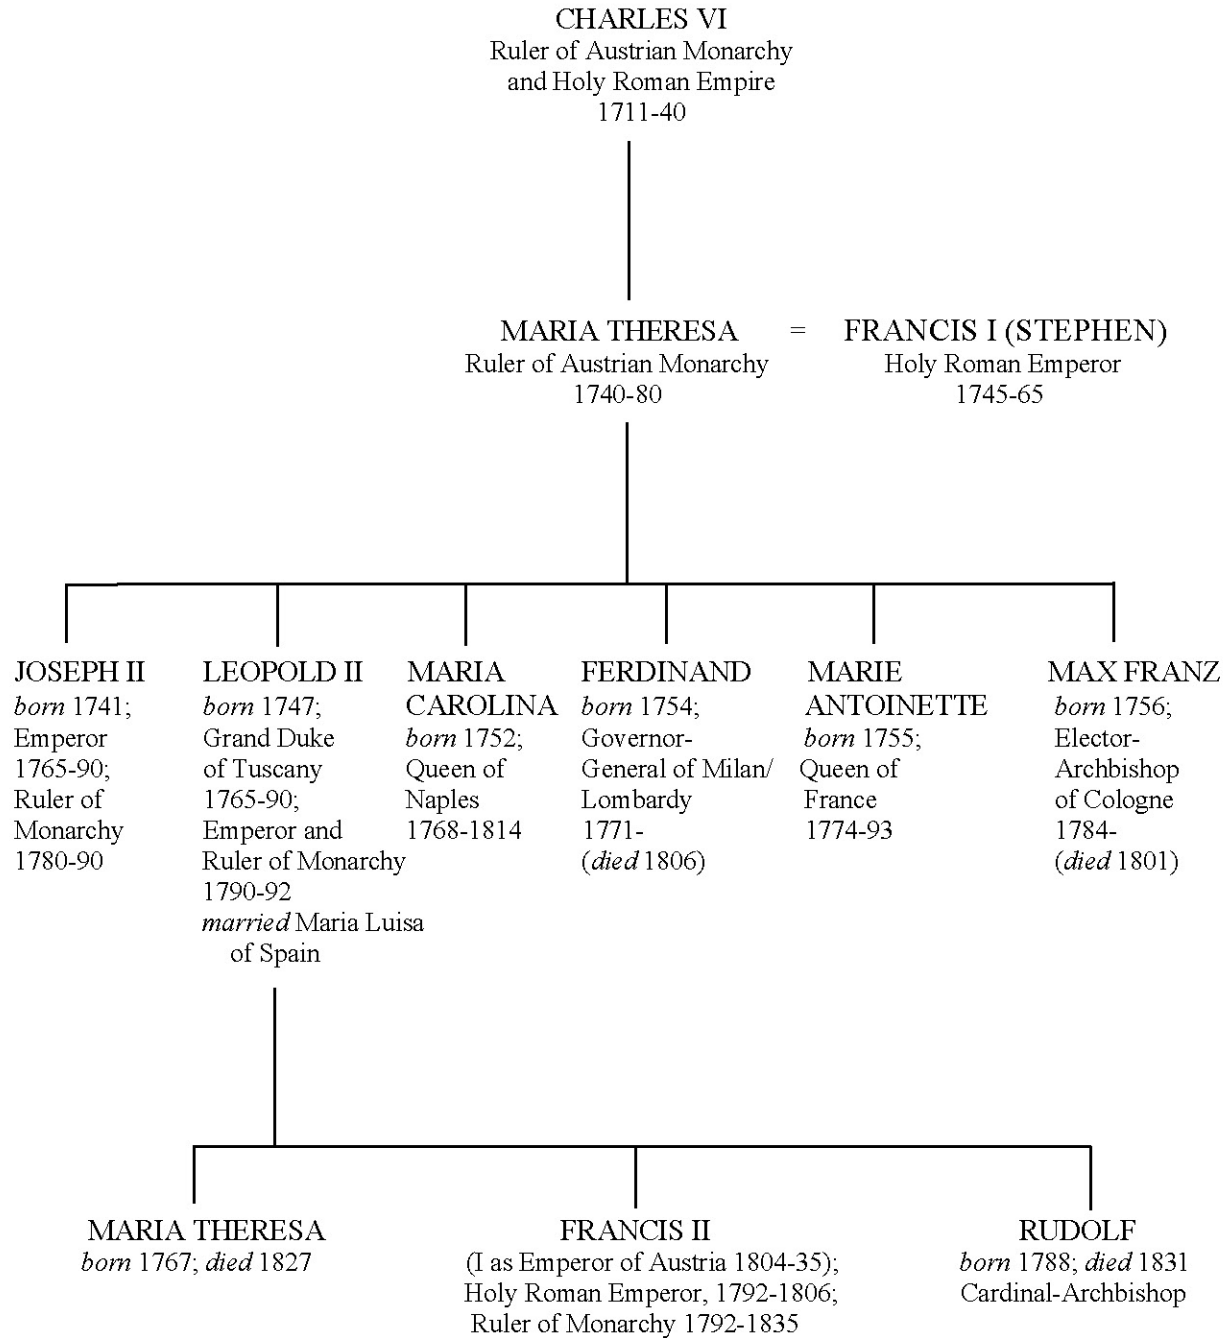 CHARLES VI
Ruler of Austrian Monarchy
and Holy Roman Empire
1711-40
MARIA THERESA = FRANCIS I (STEPHEN)
Ruler of Austrian Monarchy
1740-80
Holy Roman Emperor
1745-65
JOSEPH II
born 1741;
Emperor
1765-90;
Ruler of
Monarchy
1780-90
LEOPOLD II
born 1747;
Grand Duke
of Tuscany
1765-90;
Emperor and
Ruler of Monarchy
1790-92
married Maria Luisa
of Spain
MARIA
CAROLINA
born 1752;
Queen of
Naples
1768-1814
FERDINAND
born 1754;
Governor-
General of Milan/
Lombardy
1771-
(died 1806)
MARIE
ANTOINETTE
born 1755;
Queen of
France
1774-93
MAX FRANZ
born 1756;
Elector-
Archbishop
of Cologne
1784-
(died 1801)
MARIA THERESA
born 1767; died 1827
FRANCIS II
(I as Emperor of Austria 1804-35);
Holy Roman Emperor, 1792-1806;
Ruler of Monarchy 1792-1835
RUDOLF
born 1788; died 1831
Cardinal-Archbishop